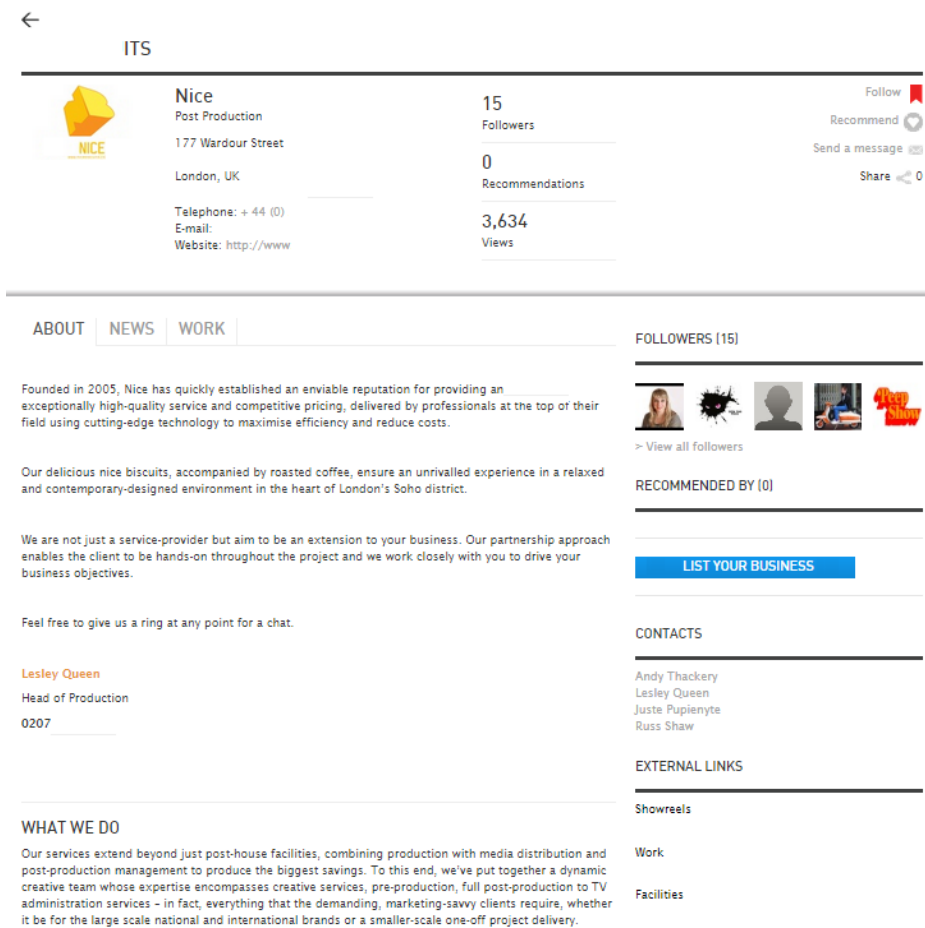 ITS
NICE
Nice
Post Production
177 Wardour Street
London, UK
Telephone: + 44 (0)
E-mail:
Website: http://www
15
Followers
0
Recommendations
3,634
Views
Follow
Recommend
Send a message
Share 0
ABOUT NEWS WORK
Founded in 2005, Nice has quickly established an enviable reputation for providing an
exceptionally high-quality service and competitive pricing, delivered by professionals at the top of their
field using cutting-edge technology to maximise efficiency and reduce costs.
Our delicious nice biscuits, accompanied by roasted coffee, ensure an unrivalled experience in a relaxed
and contemporary-designed environment in the heart of London's Soho district.
We are not just a service-provider but aim to be an extension to your business. Our partnership approach
enables the client to be hands-on throughout the project and we work closely with you to drive your
business objectives.
Feel free to give us a ring at any point for a chat.
Lesley Queen
Head of Production
0207
WHAT WE DO
Our services extend beyond just post-house facilities, combining production with media distribution and
post-production management to produce the biggest savings. To this end, we've put together a dynamic
creative team whose expertise encompasses creative services, pre-production, full post-production to TV
administration services – in fact, everything that the demanding, marketing-savvy clients require, whether
it be for the large scale national and international brands or a smaller-scale one-off project delivery.
FOLLOWERS (15)
Peep
Show
> View all followers
RECOMMENDED BY (0)
LIST YOUR BUSINESS
CONTACTS
Andy Thackery
Lesley Queen
Juste Pupienyte
Russ Shaw
EXTERNAL LINKS
Showreels
Work
Facilities